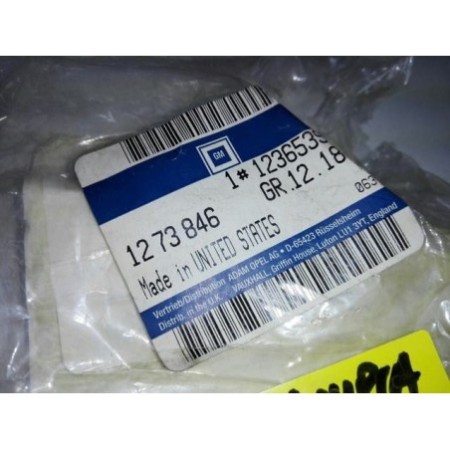 GM
1# 1236535
GR.12.18
063
12 73 846
Made in UNITED STATES
Vertrieb/Distribution ADAM OPEL AG • D-65423 Rüsselsheim
Distrib. in the U.K. VAUXHALL, Griffin House, Luton LU1 3YT, England